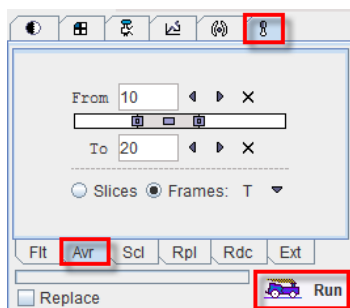 From 10
To 20
Slices Frames: T
Flt Avr Scl Rpl Rdc Ext
Replace Run